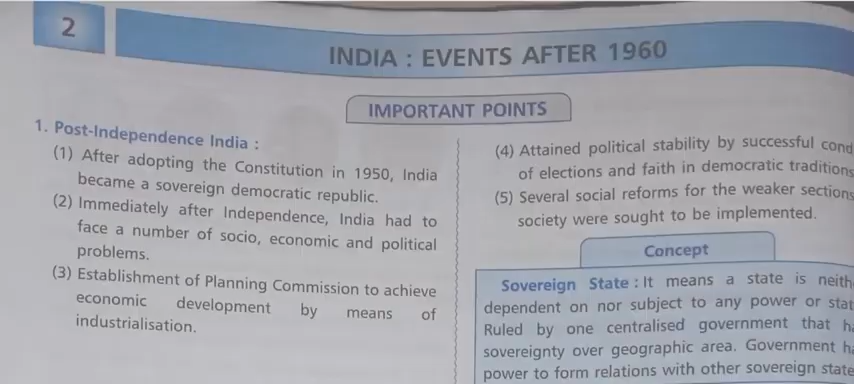 2
INDIA : EVENTS AFTER 1960
IMPORTANT POINTS
1. Post-Independence India :
(1) After adopting the Constitution in 1950, India
became a sovereign democratic republic.
(2) Immediately after Independence, India had to
face a number of socio, economic and political
problems.
(3) Establishment of Planning Commission to achieve
economic development by means of
industrialisation.
(4) Attained political stability by successful cond
of elections and faith in democratic traditions
(5) Several social reforms for the weaker sections
society were sought to be implemented.
Concept
Sovereign State : It means a state is neith
dependent on nor subject to any power or stat
Ruled by one centralised government that ha
sovereignty over geographic area. Government ha
power to form relations with other sovereign state